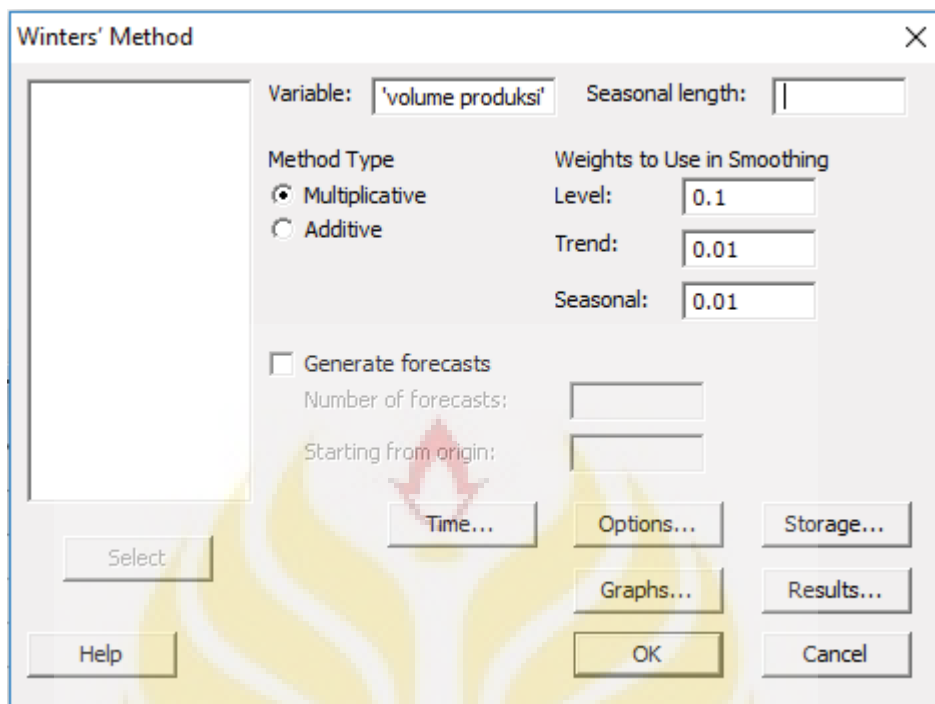 Winters' Method
Variable: 'volume produksi' Seasonal length:
Method Type
Multiplicative
Additive
Weights to Use in Smoothing
Level: 0.1
Trend: 0.01
Seasonal: 0.01
Generate forecasts
Number of forecasts:
Starting from origin:
Time... Options... Storage...
Select
Graphs... Results...
Help OK Cancel